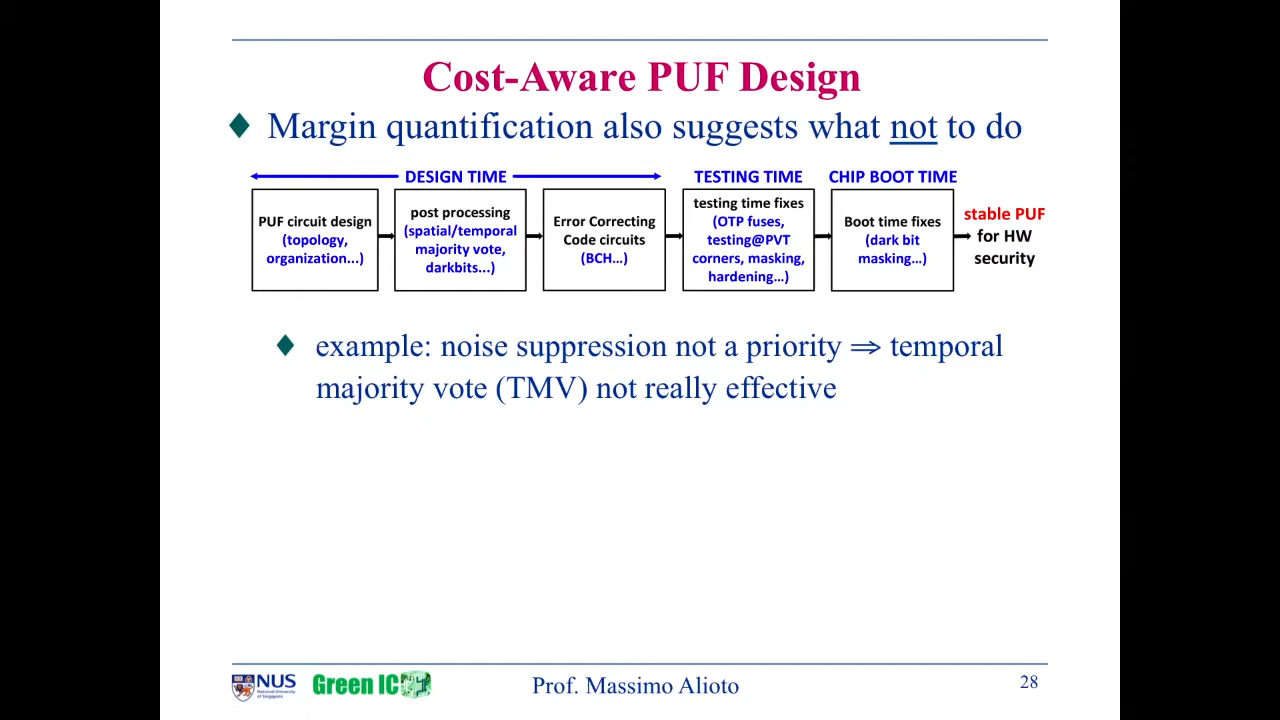 Cost-Aware PUF Design
Margin quantification also suggests what not to do
DESIGN TIME
TESTING TIME
CHIP BOOT TIME
PUF circuit design
(topology,
organization...)
post processing
(spatial/temporal
majority vote,
darkbits...)
Error Correcting
Code circuits
(BCH...)
testing time fixes
(OTP fuses,
testing@PVT
corners, masking,
hardening...)
Boot time fixes
(dark bit
masking...)
stable PUF
for HW
security
example: noise suppression not a priority ⇒ temporal
majority vote (TMV) not really effective
NUS
National University
of Singapore
Green IC
Prof. Massimo Alioto
28